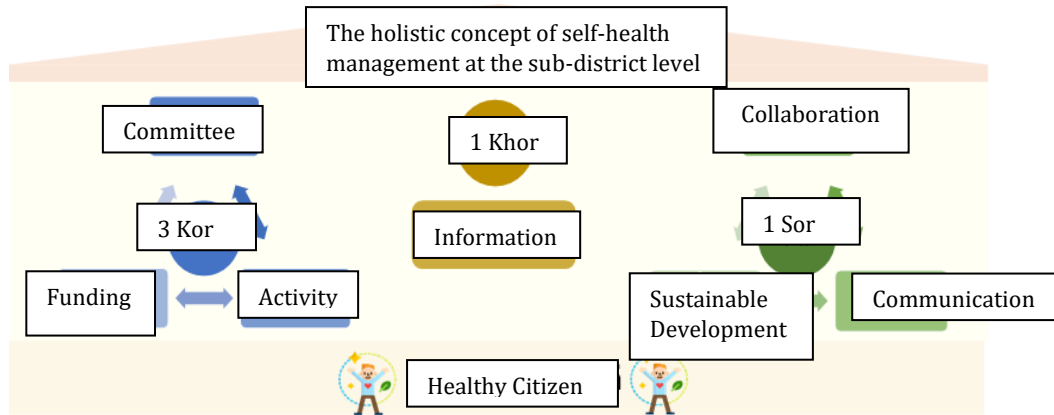 The holistic concept of self-health
management at the sub-district level
Committee
1 Khor
Collaboration
3 Kor
Information
1 Sor
Funding
Activity
Sustainable
Development
Communication
Healthy Citizen